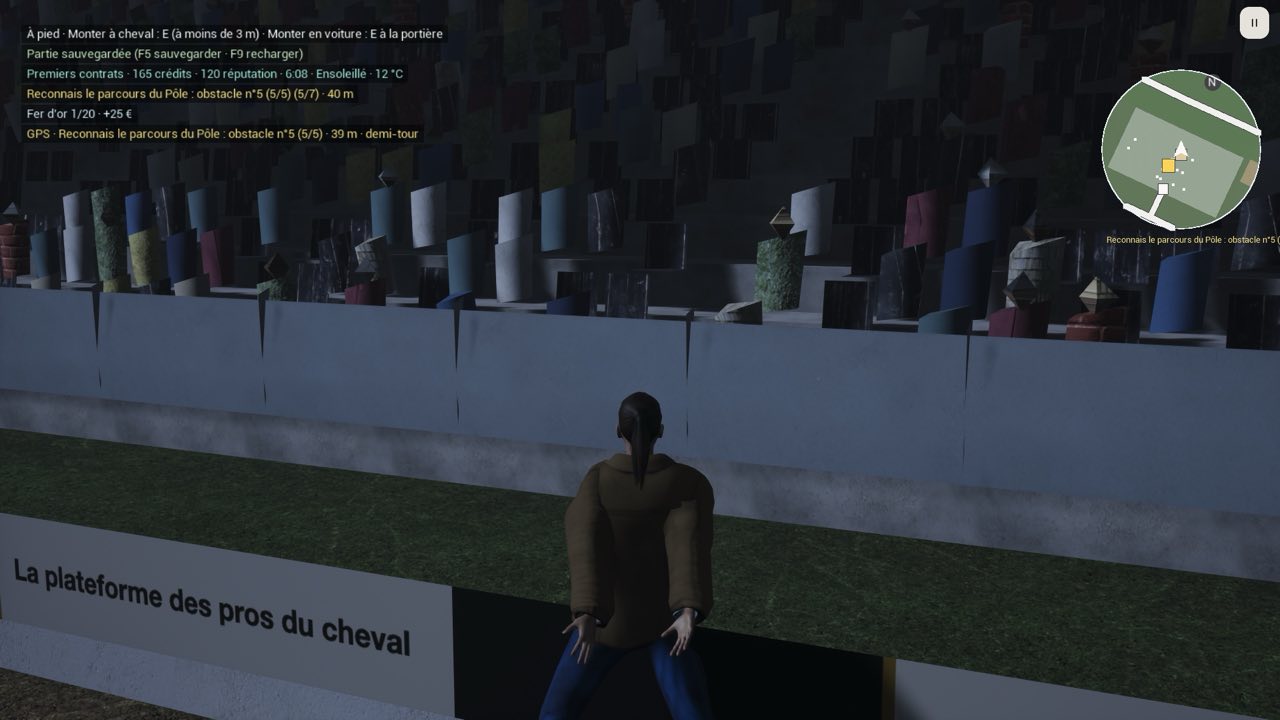 À pied · Monter à cheval : E (à moins de 3 m) · Monter en voiture : E à la portière
Partie sauvegardée (F5 sauvegarder · F9 recharger)
Premiers contrats · 165 crédits · 120 réputation · 6:08 · Ensoleillé · 12 °C
Reconnais le parcours du Pôle : obstacle n°5 (5/5) (5/7) · 40 m
Fer d'or 1/20 · +25 €
GPS · Reconnais le parcours du Pôle : obstacle n°5 (5/5) · 39 m · demi-tour
N
Reconnais le parcours du Pôle : obstacle n°5 (
La plateforme des pros du cheval